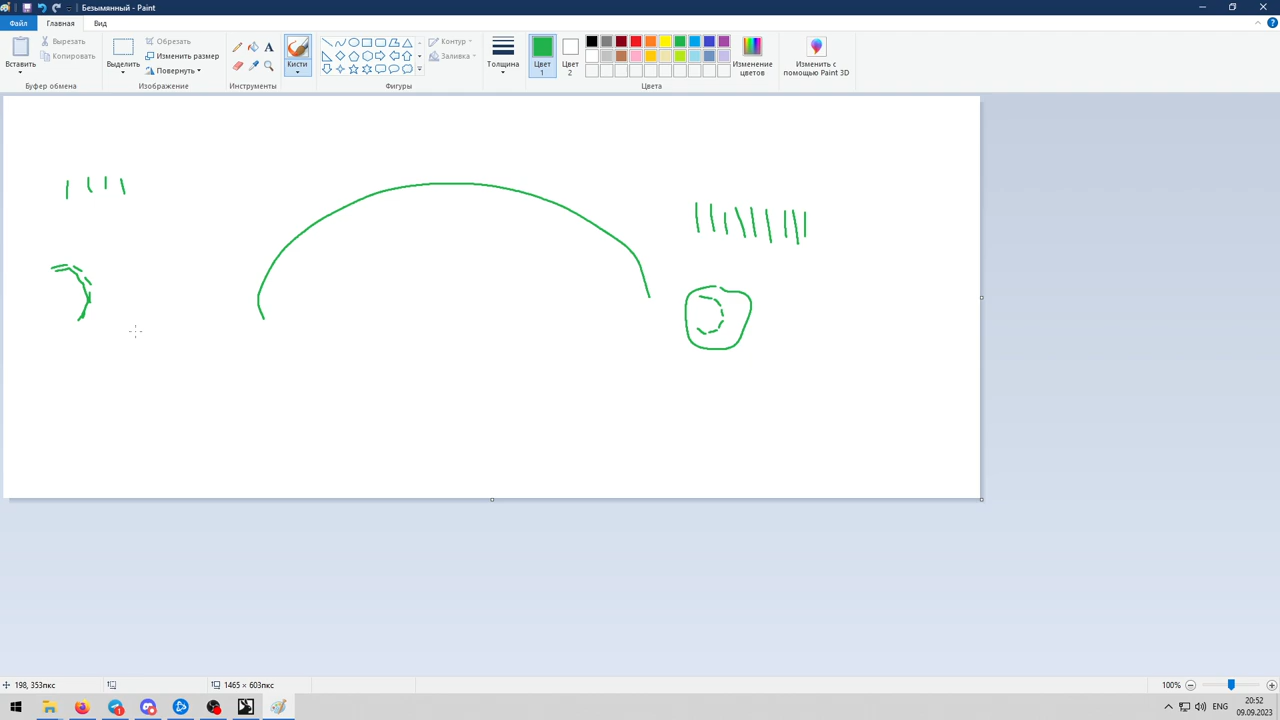 Безымянный - Paint
Файл
Главная
Вид
Вставить
Вырезать
Копировать
Буфер обмена
Выделить
Обрезать
Изменить размер
Повернуть
Изображение
A
Инструменты
Кисти
Фигуры
Контур
Заливка
Толщина
Цвет
1
Цвет
2
Цвета
Изменение
цветов
Изменить с
помощью Paint 3D
198, 353пкс
1465 × 603пкс
100%
ENG
20:52
09.09.2023